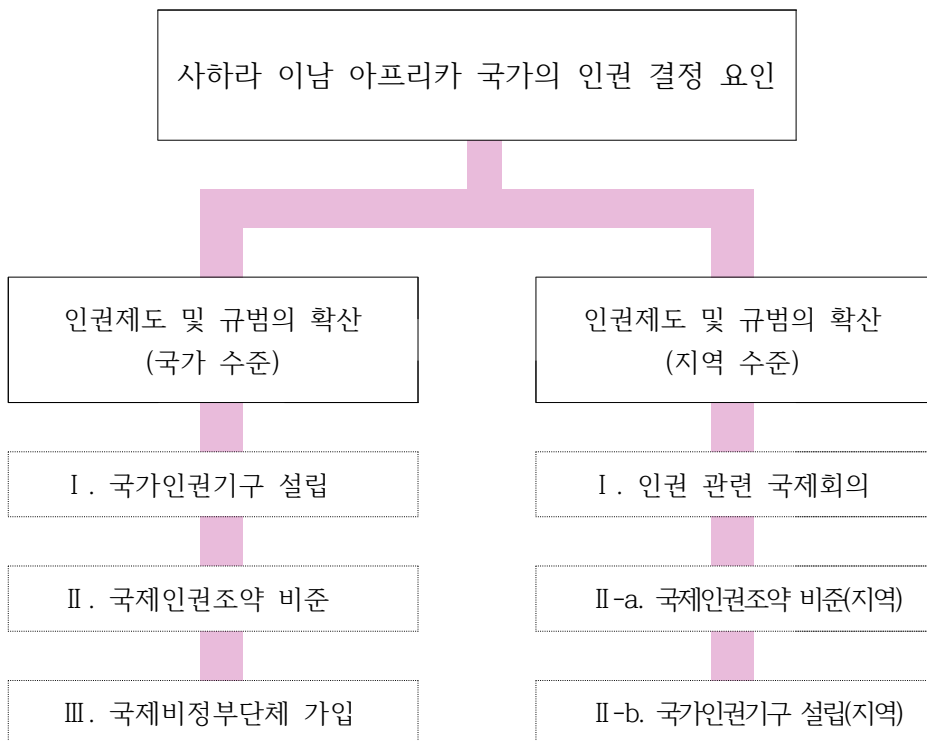 사하라 이남 아프리카 국가의 인권 결정 요인
인권제도 및 규범의 확산
(국가 수준)
Ⅰ. 국가인권기구 설립
Ⅱ. 국제인권조약 비준
Ⅲ. 국제비정부단체 가입
인권제도 및 규범의 확산
(지역 수준)
Ⅰ. 인권 관련 국제회의
Ⅱ-a. 국제인권조약 비준(지역)
Ⅱ-b. 국가인권기구 설립(지역)